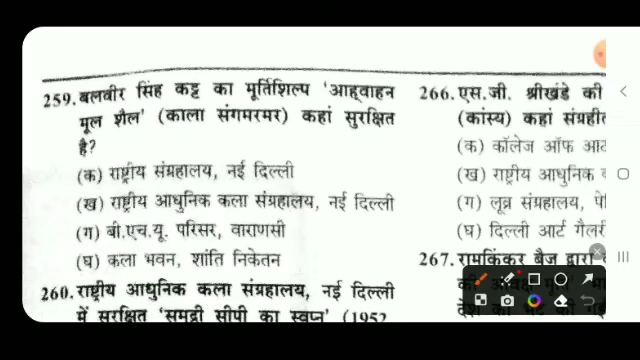 259. बलवीर सिंह कट्ट का मूर्तिशिल्प 'आह्वाहन
मूल शैल' (काला संगमरमर) कहां सुरक्षित
है?
(क) राष्ट्रीय संग्रहालय, नई दिल्ली
(ख) राष्ट्रीय आधुनिक कला संग्रहालय, नई दिल्ली
(ग) बी.एच.यू. परिसर, वाराणसी
(घ) कला भवन, शांति निकेतन
260. राष्ट्रीय आधुनिक कला संग्रहालय, नई दिल्ली
में सुरक्षित 'समुद्री सीपी का स्वप्न' (1952
266. एस.जी. श्रीखंडे की
(कांस्य) कहां संग्रहीत
(क) कॉलेज ऑफ आर्ट
(ख) राष्ट्रीय आधुनिक
(ग) लूव्र संग्रहालय, पे
(घ) दिल्ली आर्ट गैलरी
267. रामकिंकर बैज द्वारा